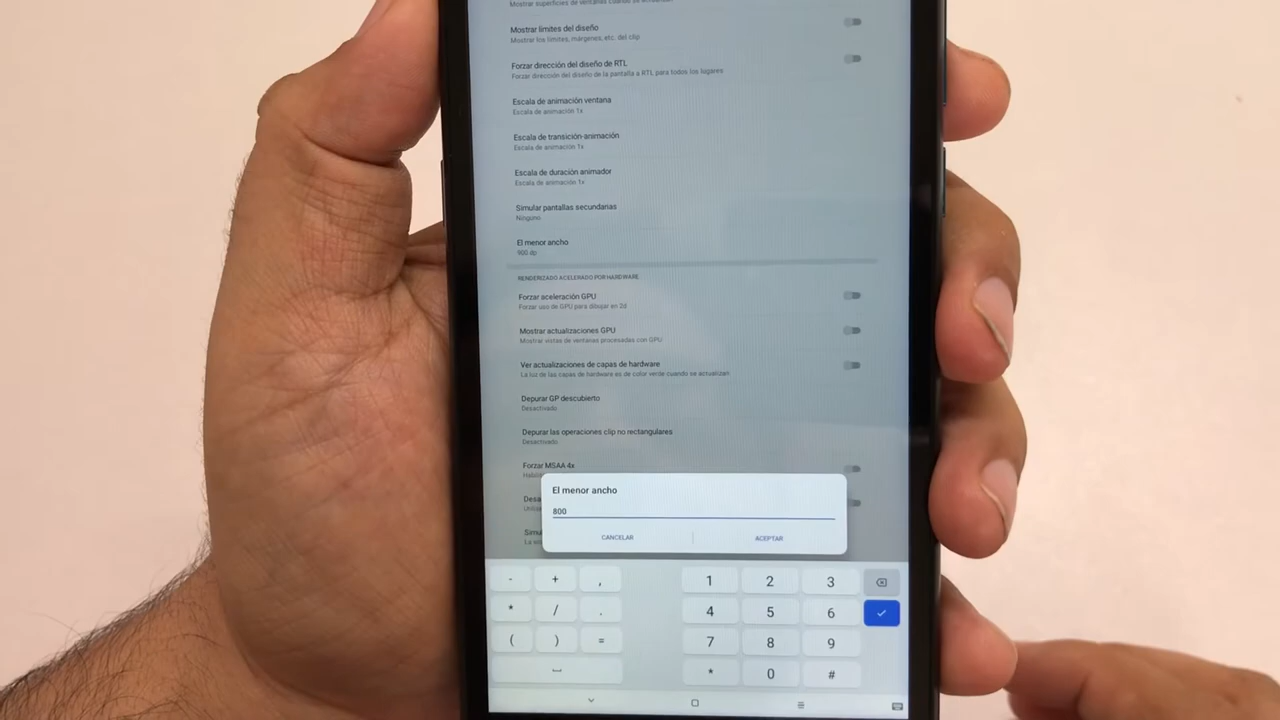 Mostrar superficies de ventanas cuando se actualizan
Mostrar límites del diseño
Mostrar los límites, márgenes, etc. del clip
Forzar dirección del diseño de RTL
Forzar dirección del diseño de la pantalla a RTL para todos los lugares
Escala de animación ventana
Escala de animación 1x
Escala de transición-animación
Escala de animación 1x
Escala de duración animador
Escala de animación 1x
Simular pantallas secundarias
Ninguno
El menor ancho
900 dp
RENDERIZADO ACELERADO POR HARDWARE
Forzar aceleración GPU
Forzar uso de GPU para dibujar en 2d
Mostrar actualizaciones GPU
Mostrar vistas de ventanas procesadas con GPU
Ver actualizaciones de capas de hardware
La luz de las capas de hardware es de color verde cuando se actualizan
Depurar GP descubierto
Desactivado
Depurar las operaciones clip no rectangulares
Desactivado
Forzar MSAA 4x
El menor ancho
800
CANCELAR ACEPTAR
- + , 1 2 3
* / . 4 5 6
( ) = 7 8 9
* 0 #